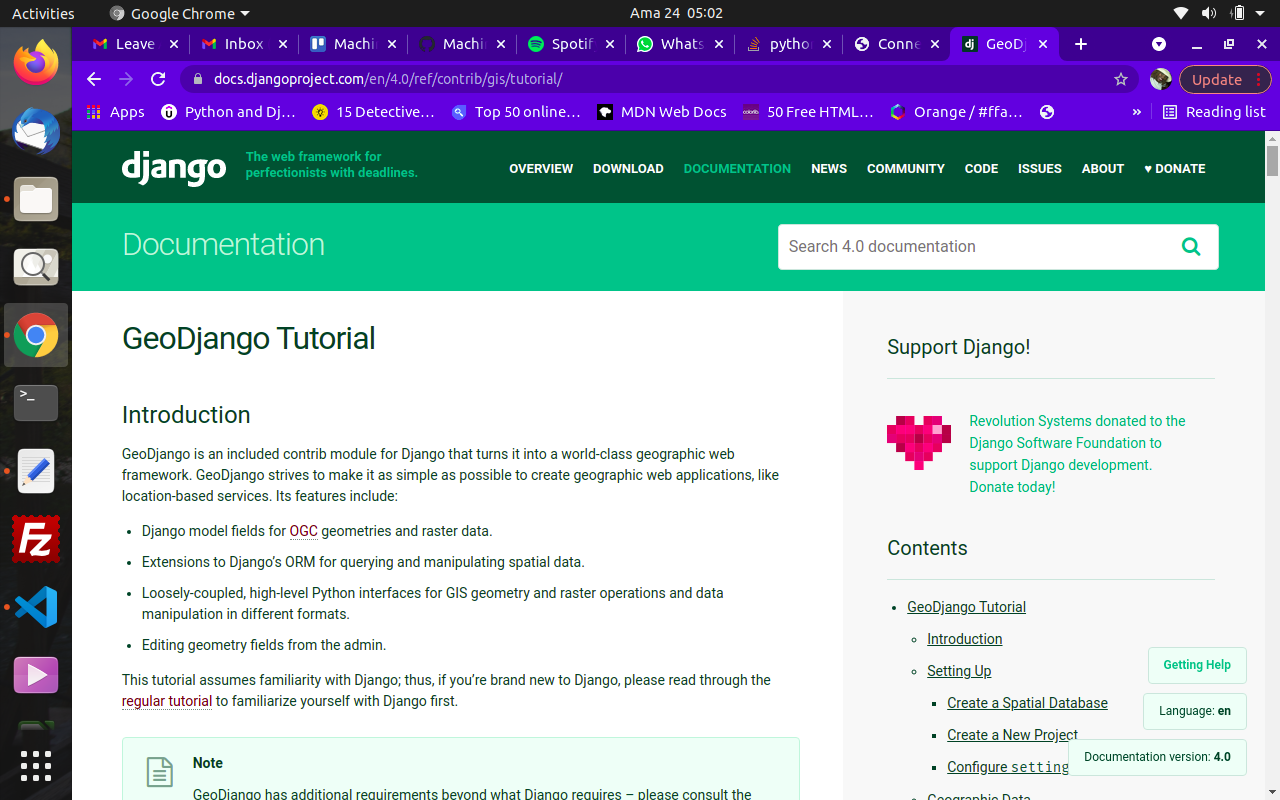 Activities
Google Chrome
Ama 24 05:02
Leave
Inbox
Machi
Machi
Spotif
Whats
pytho
Conne
GeoDj
docs.djangoproject.com/en/4.0/ref/contrib/gis/tutorial/
Update
Apps
Python and Dj…
15 Detective…
Top 50 online…
MDN Web Docs
50 Free HTML…
Orange / #ffa…
»
Reading list
django
The web framework for
perfectionists with deadlines.
OVERVIEW
DOWNLOAD
DOCUMENTATION
NEWS
COMMUNITY
CODE
ISSUES
ABOUT
♥ DONATE
Documentation
Search 4.0 documentation
GeoDjango Tutorial
Introduction
GeoDjango is an included contrib module for Django that turns it into a world-class geographic web
framework. GeoDjango strives to make it as simple as possible to create geographic web applications, like
location-based services. Its features include:
• Django model fields for OGC geometries and raster data.
• Extensions to Django’s ORM for querying and manipulating spatial data.
• Loosely-coupled, high-level Python interfaces for GIS geometry and raster operations and data
manipulation in different formats.
• Editing geometry fields from the admin.
This tutorial assumes familiarity with Django; thus, if you’re brand new to Django, please read through the
regular tutorial to familiarize yourself with Django first.
Note
GeoDjango has additional requirements beyond what Django requires – please consult the
Support Django!
Revolution Systems donated to the
Django Software Foundation to
support Django development.
Donate today!
Contents
GeoDjango Tutorial
Introduction
Setting Up
Create a Spatial Database
Create a New Project
Configure setting
Geographic Data
Getting Help
Language: en
Documentation version: 4.0